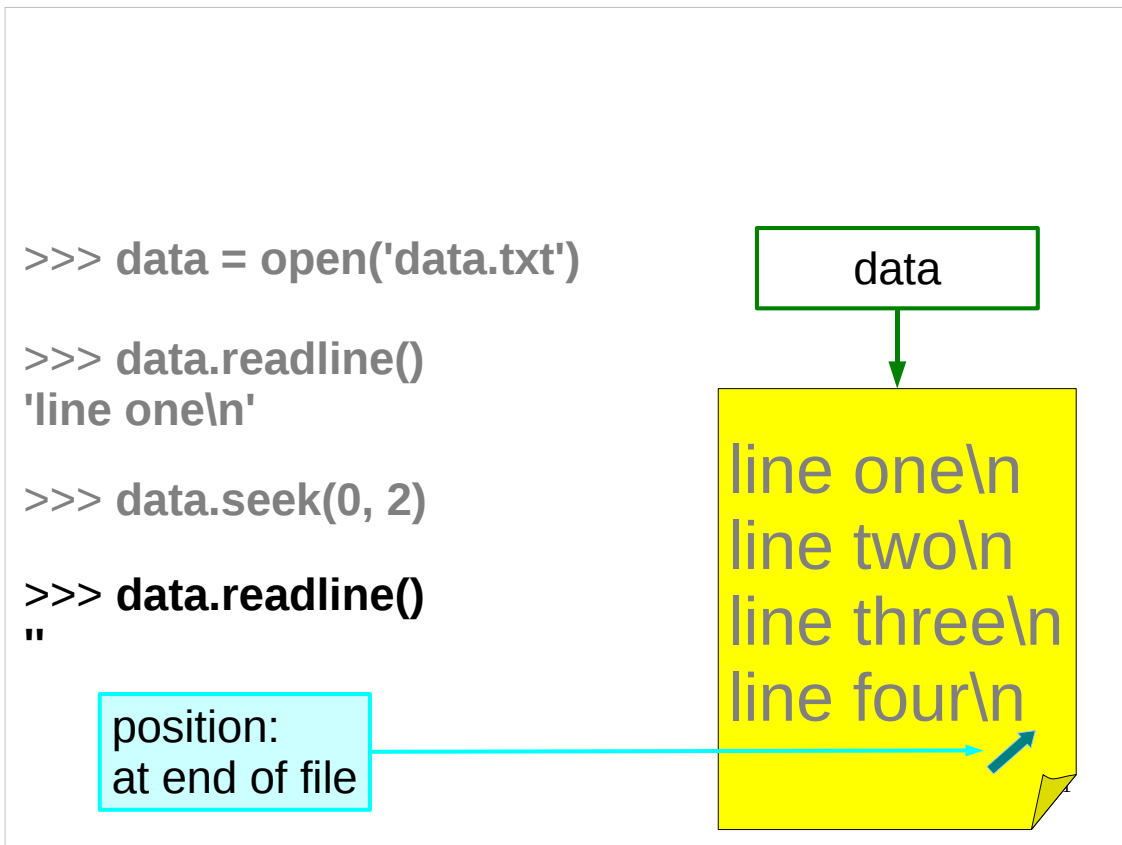 >>> data = open('data.txt')
>>> data.readline()
'line one\n'
>>> data.seek(0, 2)
>>> data.readline()
''
position:
at end of file
data
line one\n
line two\n
line three\n
line four\n